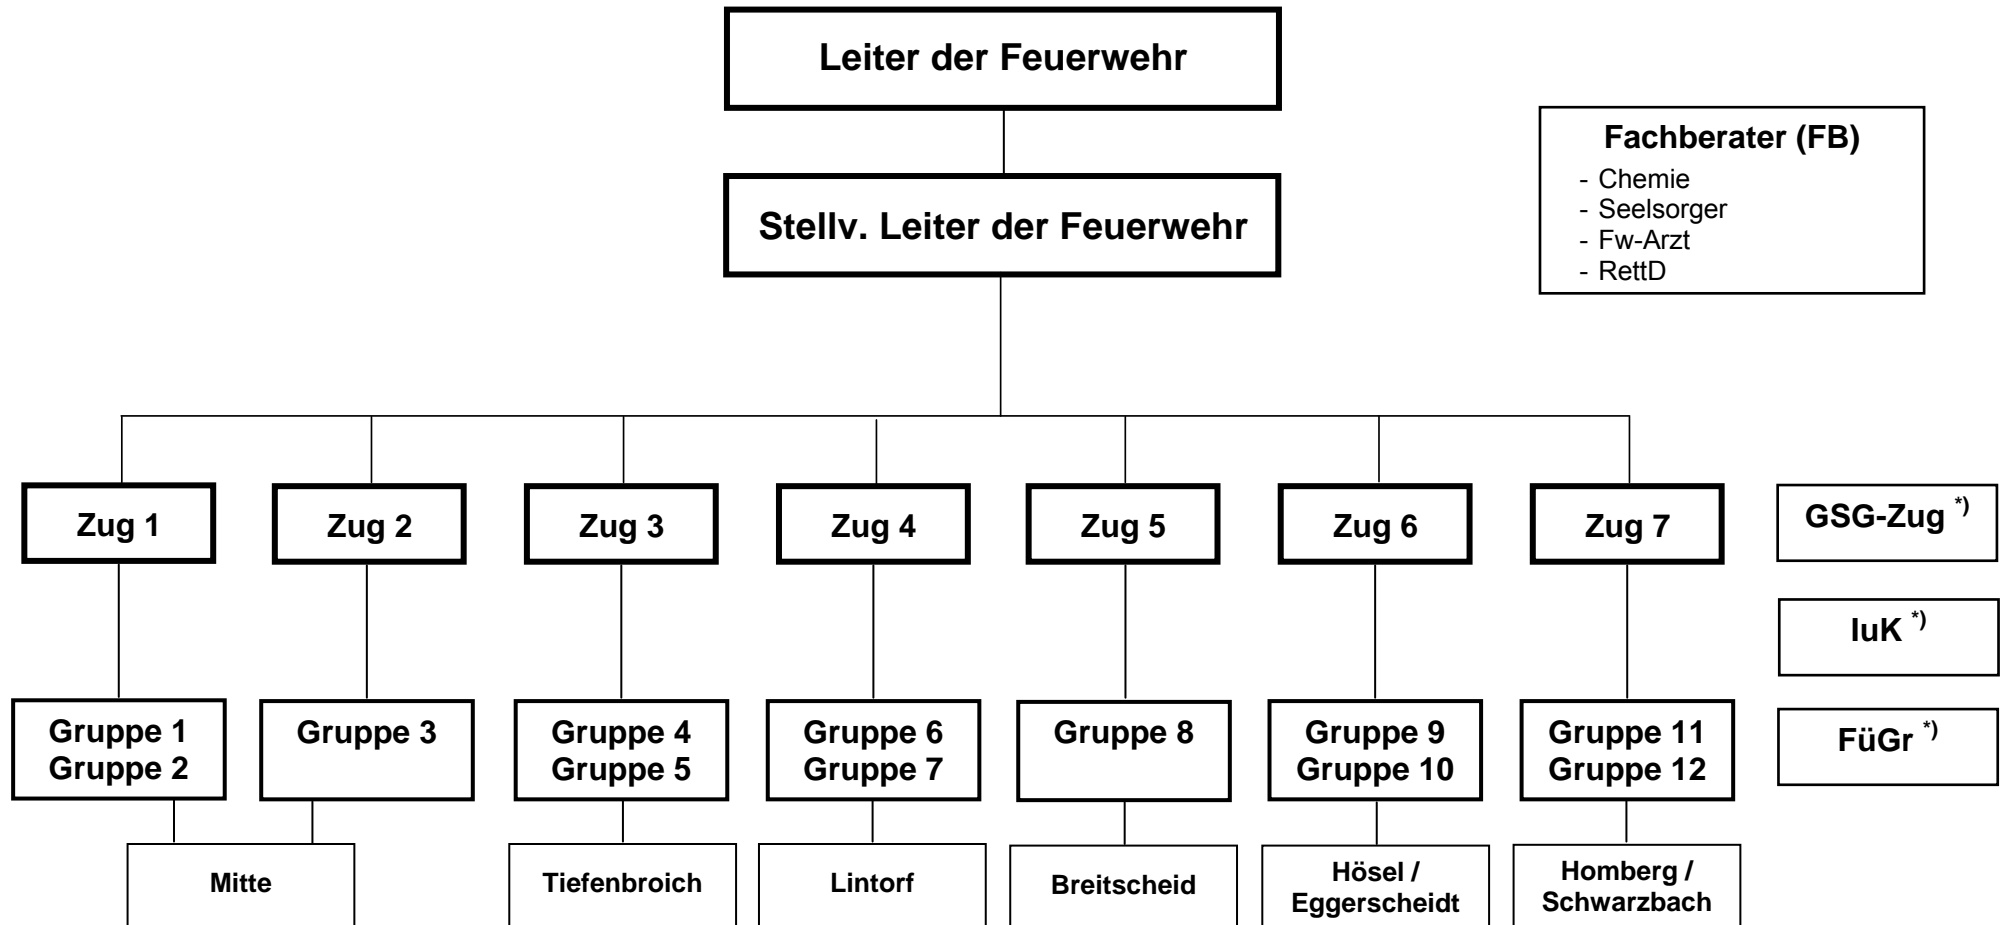 Leiter der Feuerwehr
Fachberater (FB)
- Chemie
- Seelsorger
- Fw-Arzt
- RettD
Stellv. Leiter der Feuerwehr
Zug 1
Zug 2
Zug 3
Zug 4
Zug 5
Zug 6
Zug 7
GSG-Zug *)
IuK *)
Gruppe 1
Gruppe 2
Gruppe 3
Gruppe 4
Gruppe 5
Gruppe 6
Gruppe 7
Gruppe 8
Gruppe 9
Gruppe 10
Gruppe 11
Gruppe 12
FüGr *)
Mitte
Tiefenbroich
Lintorf
Breitscheid
Hösel /
Eggerscheidt
Homberg /
Schwarzbach